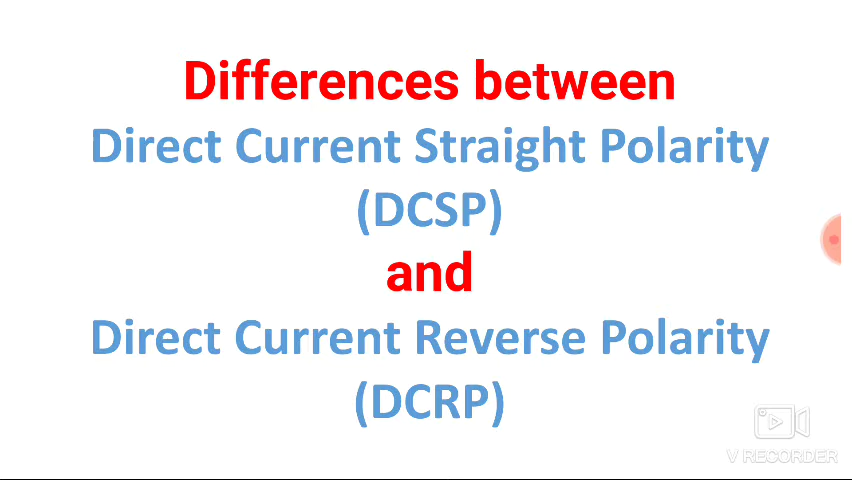 Differences between
Direct Current Straight Polarity
(DCSP)
and
Direct Current Reverse Polarity
(DCRP)
V RECORDER